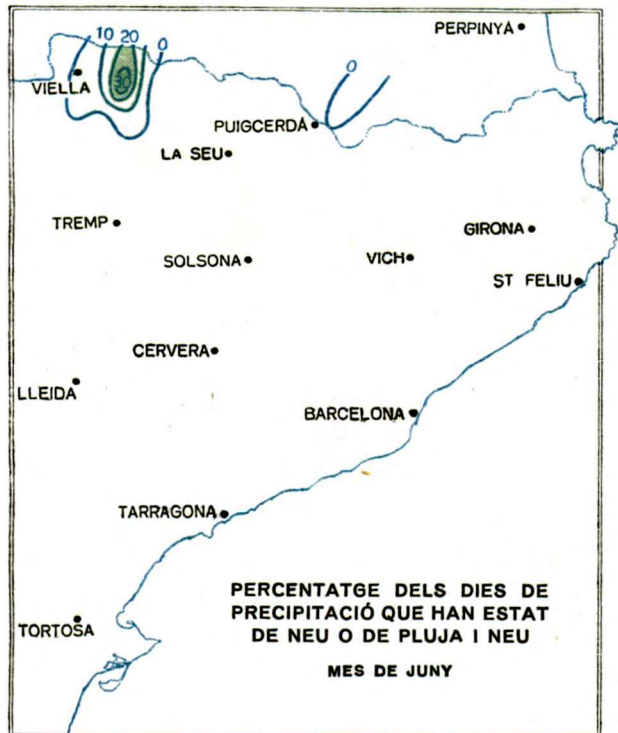 PERPINYÀ
10 20 0
30
VIELLA
0
PUIGCERDÀ
LA SEU
TREMP
GIRONA
SOLSONA
VICH
ST FELIU
CERVERA
LLEIDA
BARCELONA
TARRAGONA
PERCENTATGE DELS DIES DE
PRECIPITACIÓ QUE HAN ESTAT
DE NEU O DE PLUJA I NEU
TORTOSA
MES DE JUNY